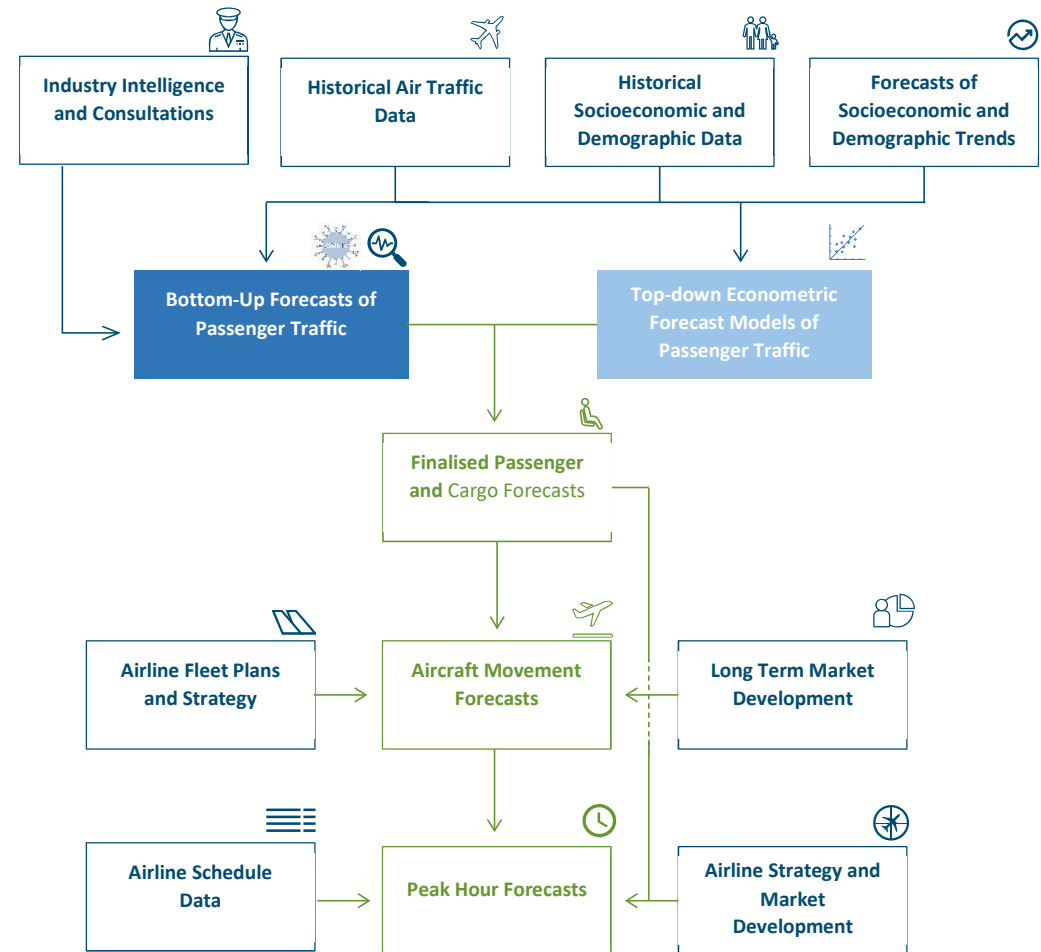 Industry Intelligence
and Consultations
Historical Air Traffic
Data
Historical
Socioeconomic and
Demographic Data
Forecasts of
Socioeconomic and
Demographic Trends
Bottom-Up Forecasts of
Passenger Traffic
Top-down Econometric
Forecast Models of
Passenger Traffic
Finalised Passenger
and Cargo Forecasts
Airline Fleet Plans
and Strategy
Aircraft Movement
Forecasts
Long Term Market
Development
Airline Schedule
Data
Peak Hour Forecasts
Airline Strategy and
Market
Development